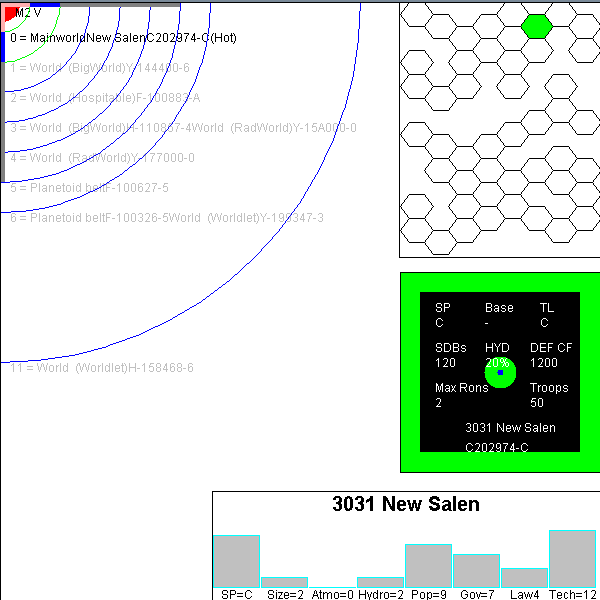 M2 V
0 = MainworldNew SalenC202974-C(Hot)
1 = World  (BigWorld)Y-144400-6
2 = World  (Hospitable)F-100883-A
3 = World  (BigWorld)H-110867-4World  (RadWorld)Y-15A000-0
4 = World  (RadWorld)Y-177000-0
5 = Planetoid beltF-100627-5
6 = Planetoid beltF-100326-5World  (Worldlet)Y-195347-3
11 = World  (Worldlet)H-158468-6
SP Base TL
C - C
SDBs HYD DEF CF
120 20% 1200
Max Rons Troops
2 50
3031 New Salen
C202974-C
3031 New Salen
SP=C Size=2 Atmo=0 Hydro=2 Pop=9 Gov=7 Law4 Tech=12